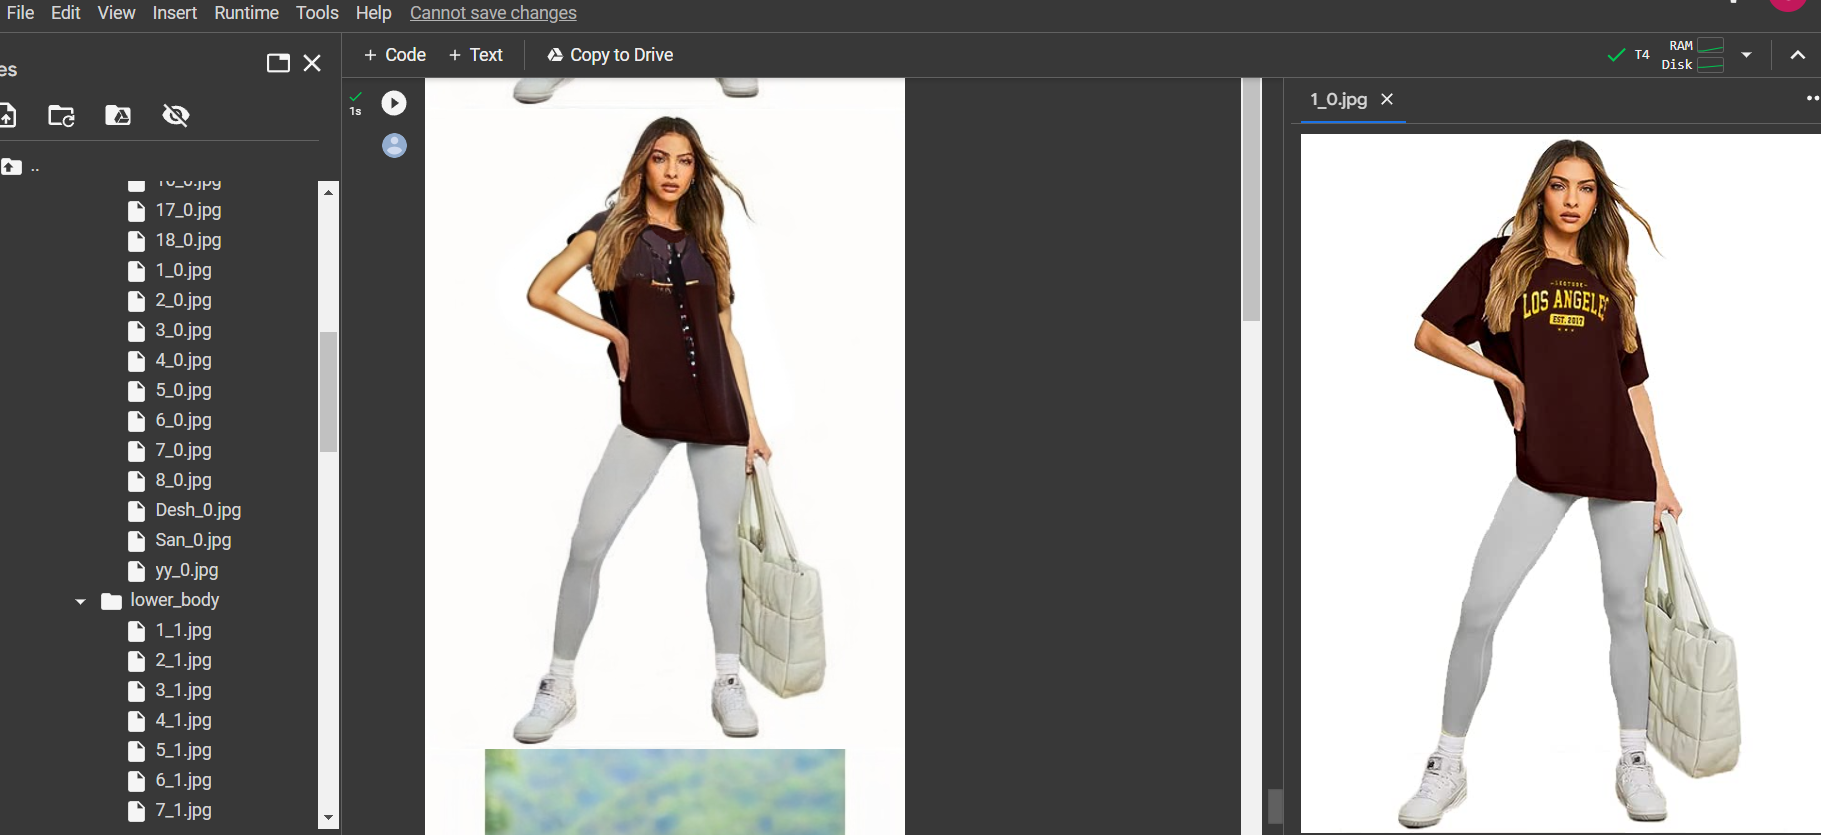 File Edit View Insert Runtime Tools Help Cannot save changes
es
+ Code + Text Copy to Drive
T4 RAM
Disk
1s
1_0.jpg
..
17_0.jpg
18_0.jpg
1_0.jpg
2_0.jpg
3_0.jpg
4_0.jpg
5_0.jpg
6_0.jpg
7_0.jpg
8_0.jpg
Desh_0.jpg
San_0.jpg
yy_0.jpg
lower_body
1_1.jpg
2_1.jpg
3_1.jpg
4_1.jpg
5_1.jpg
6_1.jpg
7_1.jpg
LOS ANGELES
EST. 2017